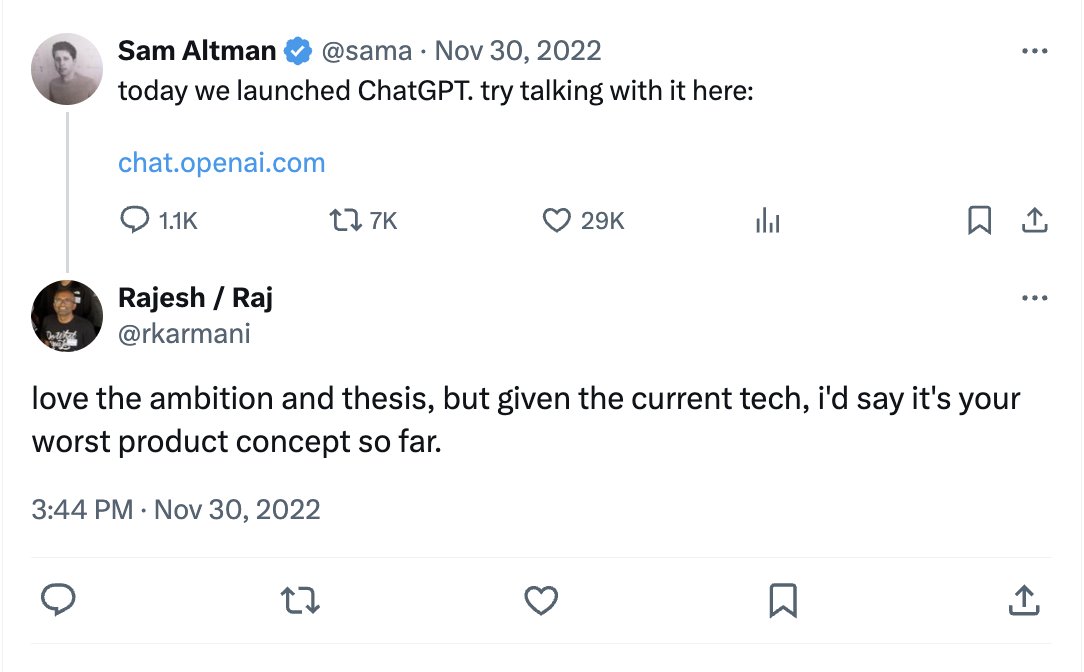 Sam Altman @sama · Nov 30, 2022
today we launched ChatGPT. try talking with it here:
chat.openai.com
1.1K 7K 29K
Rajesh / Raj
@rkarmani
love the ambition and thesis, but given the current tech, i'd say it's your
worst product concept so far.
3:44 PM · Nov 30, 2022